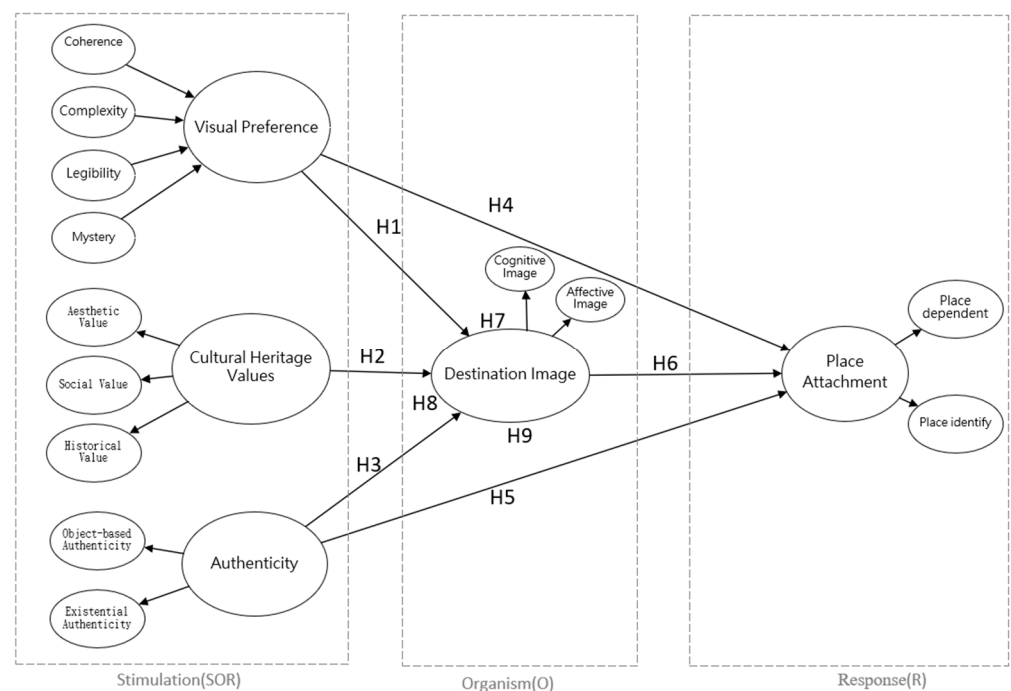 Coherence
Complexity
Legibility
Mystery
Visual Preference
H4
H1
Cognitive
Image
Affective
Image
H7
Aesthetic
Value
Social Value
Historical
Value
Cultural Heritage
Values
H2
H8
Destination Image
H9
H6
Place
Attachment
Place
dependent
Place identify
H3
H5
Object-based
Authenticity
Existential
Authenticity
Authenticity
Stimulation(SOR)
Organism(O)
Response(R)